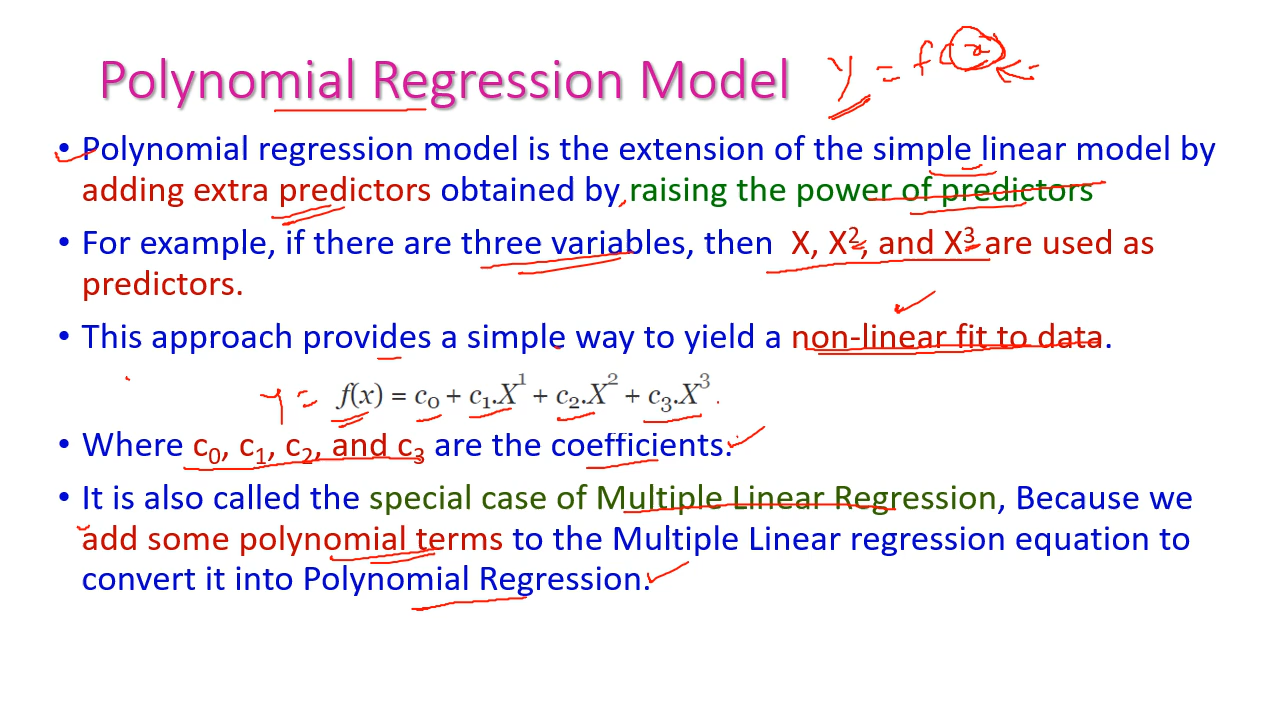 Polynomial Regression Model y = f(x)
• Polynomial regression model is the extension of the simple linear model by
adding extra predictors obtained by raising the power of predictors
• For example, if there are three variables, then X, X², and X³ are used as
predictors.
• This approach provides a simple way to yield a non-linear fit to data.
y = f(x) = c₀ + c₁.X¹ + c₂.X² + c₃.X³
• Where c₀, c₁, c₂, and c₃ are the coefficients.
• It is also called the special case of Multiple Linear Regression, Because we
add some polynomial terms to the Multiple Linear regression equation to
convert it into Polynomial Regression.